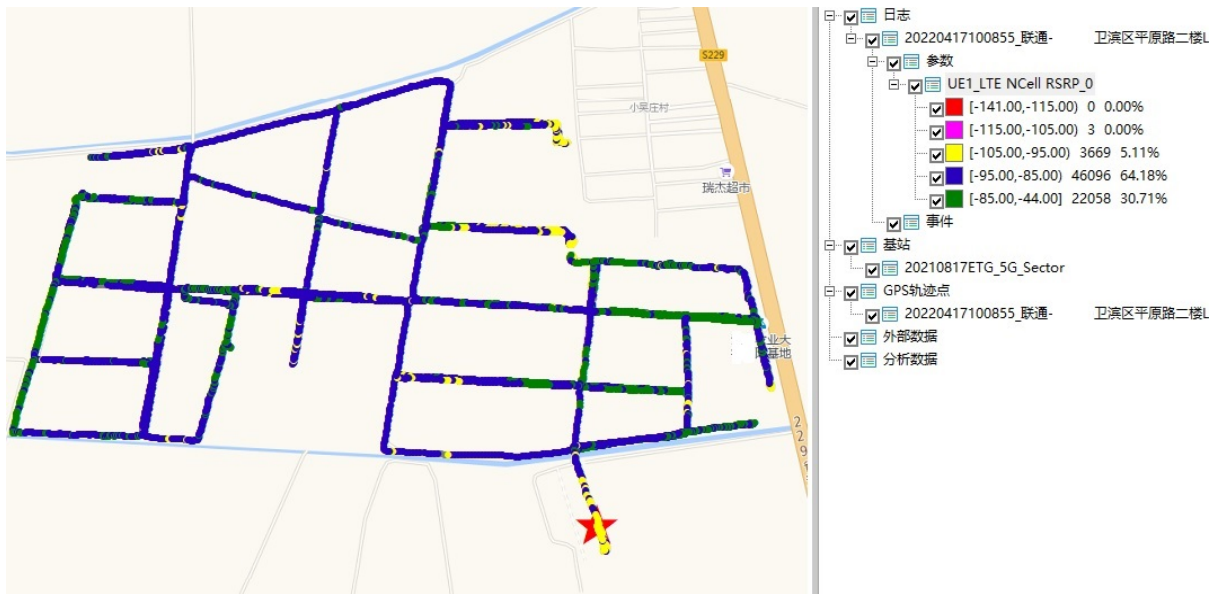 S229
小吴庄村
瑞杰超市
业大
基地
229
日志
20220417100855_联通- 卫滨区平原路二楼L
参数
UE1_LTE NCell RSRP_0
[-141.00,-115.00) 0 0.00%
[-115.00,-105.00) 3 0.00%
[-105.00,-95.00) 3669 5.11%
[-95.00,-85.00) 46096 64.18%
[-85.00,-44.00] 22058 30.71%
事件
基站
20210817ETG_5G_Sector
GPS轨迹点
20220417100855_联通- 卫滨区平原路二楼L
外部数据
分析数据